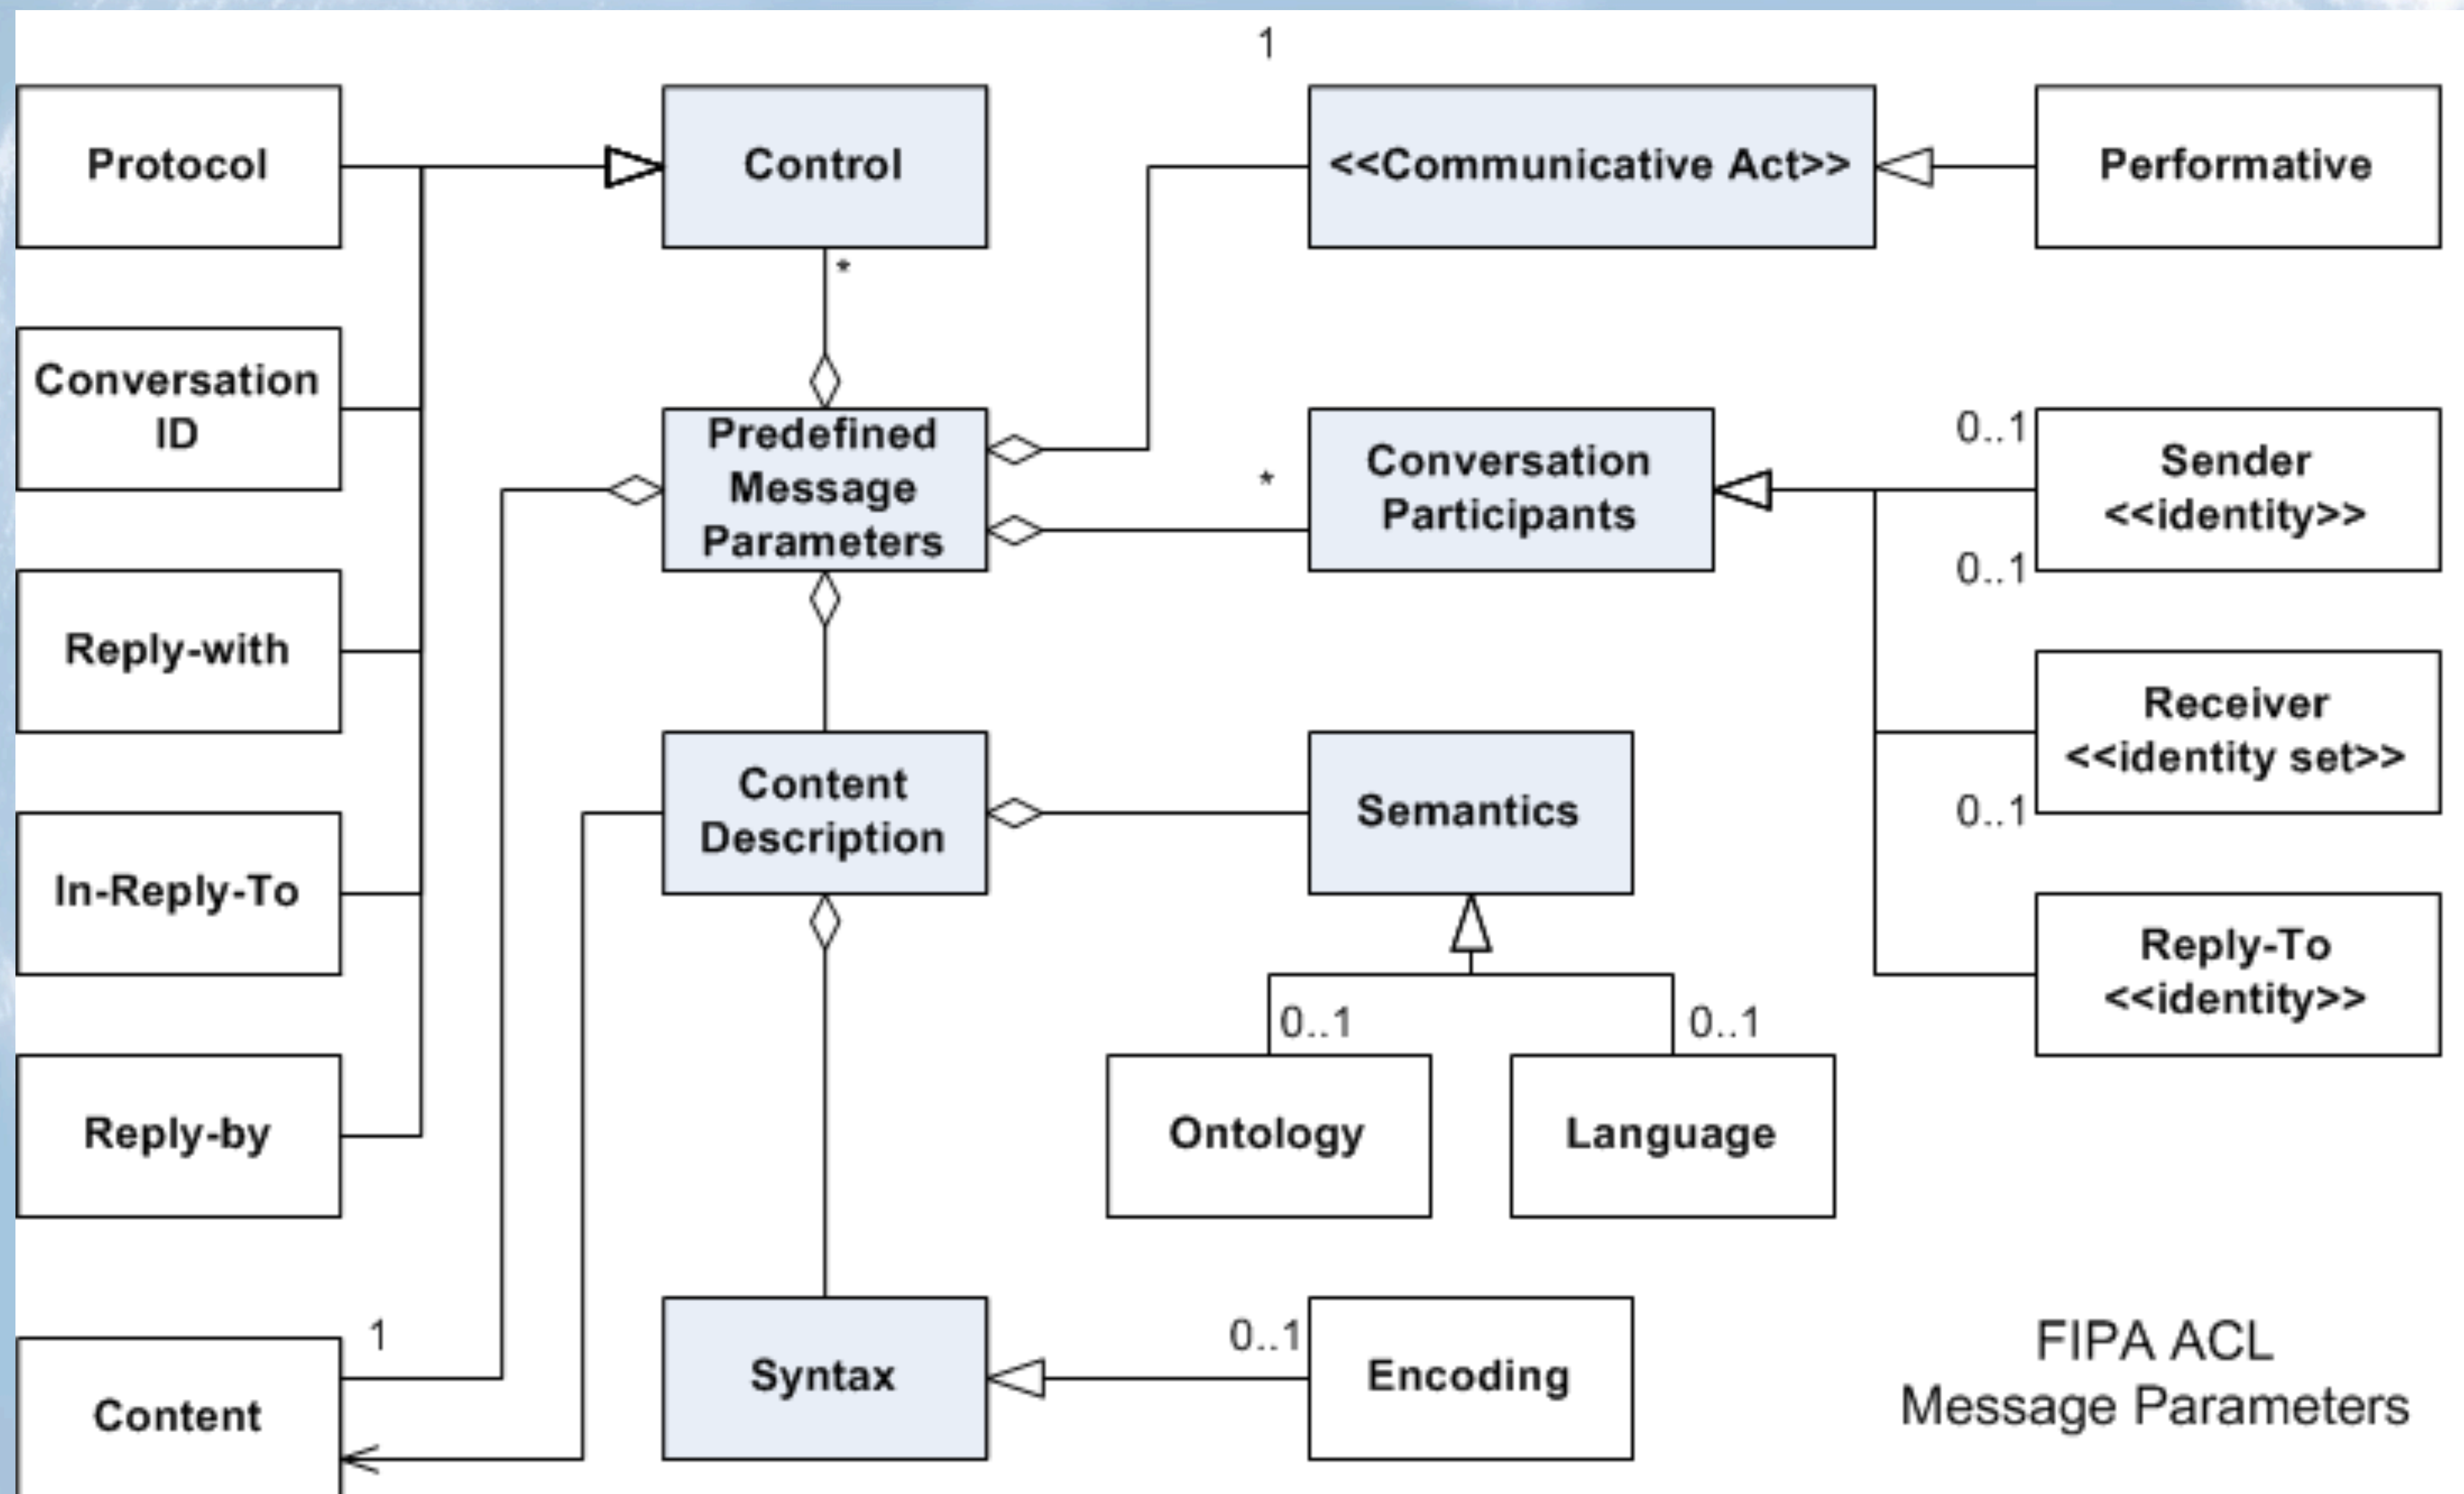 1
Protocol
Control
<<Communicative Act>>
Performative
*
Conversation
ID
Predefined
Message
Parameters
*
Conversation
Participants
0..1
Sender
<<identity>>
0..1
Reply-with
Receiver
<<identity set>>
0..1
Content
Description
Semantics
In-Reply-To
Reply-To
<<identity>>
0..1
0..1
Reply-by
Ontology
Language
1
Content
Syntax
0..1
Encoding
FIPA ACL
Message Parameters